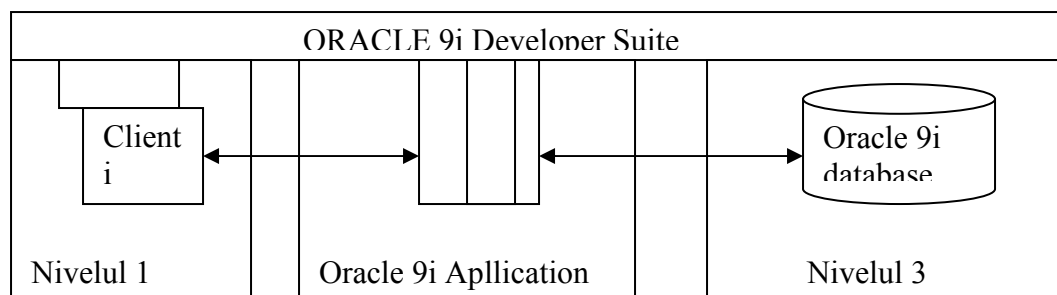 ORACLE 9i Developer Suite
Client
i
Oracle 9i
database
Nivelul 1
Oracle 9i Apllication
Nivelul 3